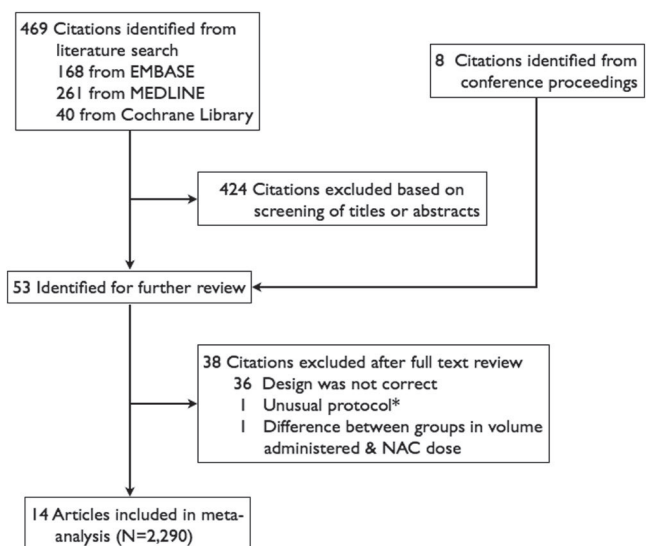 469 Citations identified from
literature search
168 from EMBASE
261 from MEDLINE
40 from Cochrane Library
8 Citations identified from
conference proceedings
424 Citations excluded based on
screening of titles or abstracts
53 Identified for further review
38 Citations excluded after full text review
36 Design was not correct
1 Unusual protocol*
1 Difference between groups in volume
administered & NAC dose
14 Articles included in meta-
analysis (N=2,290)